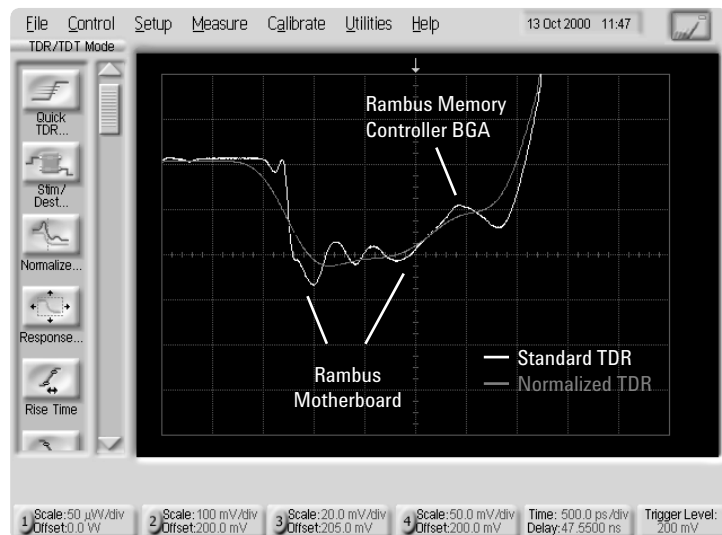 File Control Setup Measure Calibrate Utilities Help 13 Oct 2000 11:47
TDR/TDT Mode
Quick
TDR...
Stim/
Dest...
Normalize...
Response...
Rise Time
Rambus Memory
Controller BGA
Rambus
Motherboard
Standard TDR
Normalized TDR
1 Scale:50 µW/div
Offset:0.0 W
2 Scale:100 mV/div
Offset:200.0 mV
3 Scale:20.0 mV/div
Offset:205.0 mV
4 Scale:50.0 mV/div
Offset:200.0 mV
Time: 500.0 ps/div
Delay:47.5500 ns
Trigger Level:
200 mV